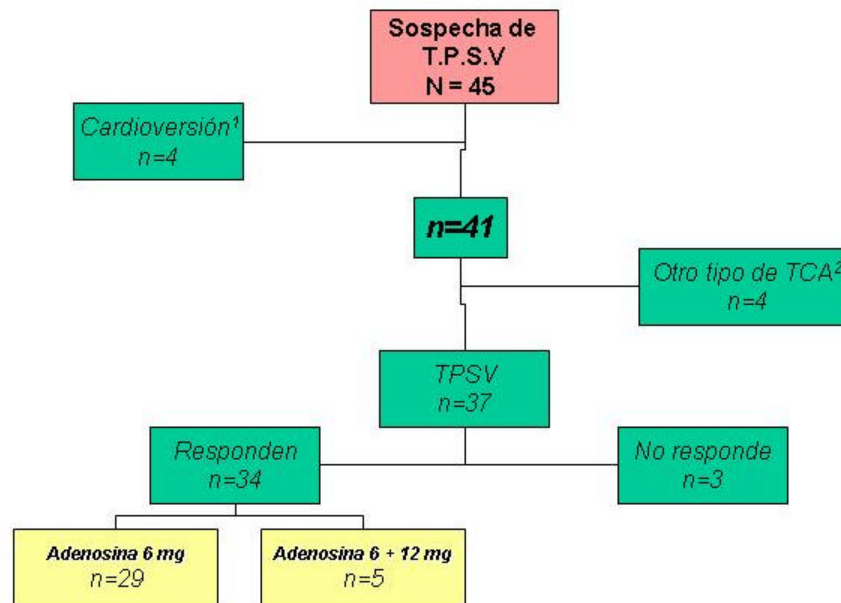 Sospecha de
T.P.S.V
N = 45
Cardioversión¹
n=4
n=41
Otro tipo de TCA²
n=4
TPSV
n=37
Responden
n=34
No responde
n=3
Adenosina 6 mg
n=29
Adenosina 6 + 12 mg
n=5